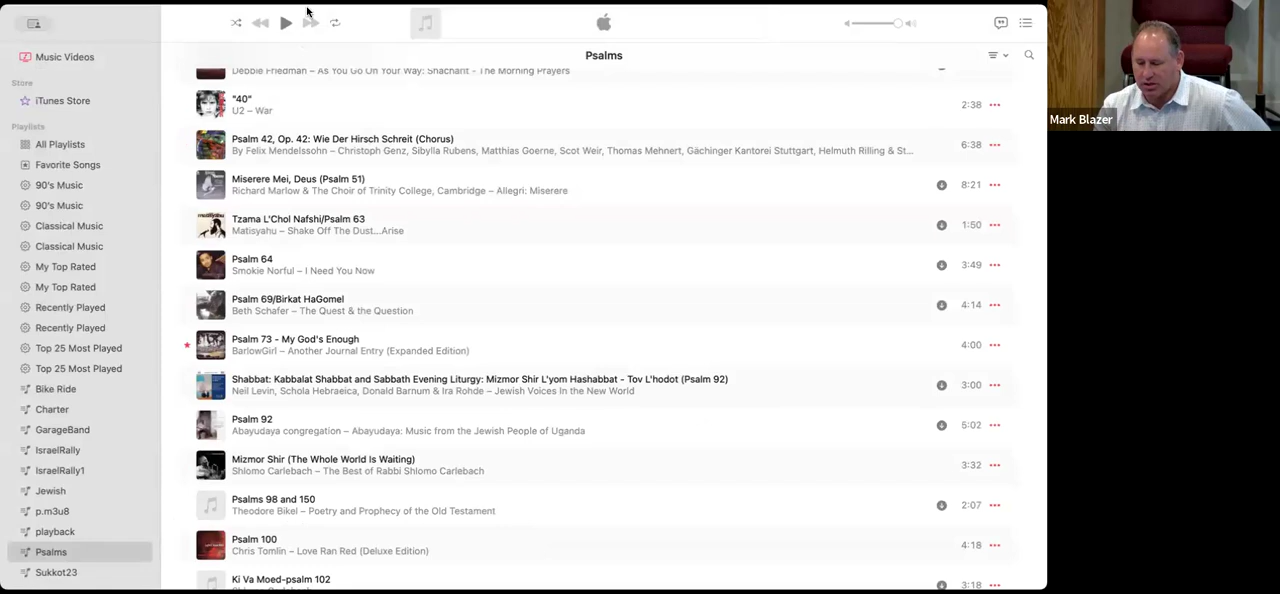 Music Videos
Store
iTunes Store
Playlists
All Playlists
Favorite Songs
90's Music
90's Music
Classical Music
Classical Music
My Top Rated
My Top Rated
Recently Played
Recently Played
Top 25 Most Played
Top 25 Most Played
Bike Ride
Charter
GarageBand
IsraelRally
IsraelRally1
Jewish
p.m3u8
playback
Psalms
Sukkot23
Psalms
Debbie Friedman – As You Go On Your Way: Shacharit - The Morning Prayers
"40"
U2 – War
2:38
Psalm 42, Op. 42: Wie Der Hirsch Schreit (Chorus)
By Felix Mendelssohn – Christoph Genz, Sibylla Rubens, Matthias Goerne, Scot Weir, Thomas Mehnert, Gächinger Kantorei Stuttgart, Helmuth Rilling & St...
6:38
Miserere Mei, Deus (Psalm 51)
Richard Marlow & The Choir of Trinity College, Cambridge – Allegri: Miserere
8:21
Tzama L'Chol Nafshi/Psalm 63
Matisyahu – Shake Off The Dust...Arise
1:50
Psalm 64
Smokie Norful – I Need You Now
3:49
Psalm 69/Birkat HaGomel
Beth Schafer – The Quest & the Question
4:14
Psalm 73 - My God's Enough
BarlowGirl – Another Journal Entry (Expanded Edition)
4:00
Shabbat: Kabbalat Shabbat and Sabbath Evening Liturgy: Mizmor Shir L'yom Hashabbat - Tov L'hodot (Psalm 92)
Neil Levin, Schola Hebraeica, Donald Barnum & Ira Rohde – Jewish Voices In the New World
3:00
Psalm 92
Abayudaya congregation – Abayudaya: Music from the Jewish People of Uganda
5:02
Mizmor Shir (The Whole World Is Waiting)
Shlomo Carlebach – The Best of Rabbi Shlomo Carlebach
3:32
Psalms 98 and 150
Theodore Bikel – Poetry and Prophecy of the Old Testament
2:07
Psalm 100
Chris Tomlin – Love Ran Red (Deluxe Edition)
4:18
Ki Va Moed-psalm 102
3:18
Mark Blazer